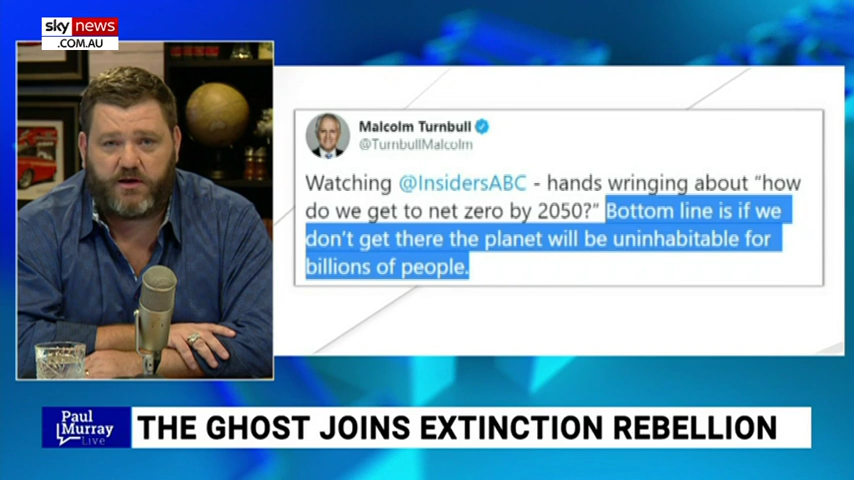 sky news
.COM.AU
Malcolm Turnbull
@TurnbullMalcolm
Watching @InsidersABC - hands wringing about "how
do we get to net zero by 2050?" Bottom line is if we
don't get there the planet will be uninhabitable for
billions of people.
Paul
Murray
Live
THE GHOST JOINS EXTINCTION REBELLION